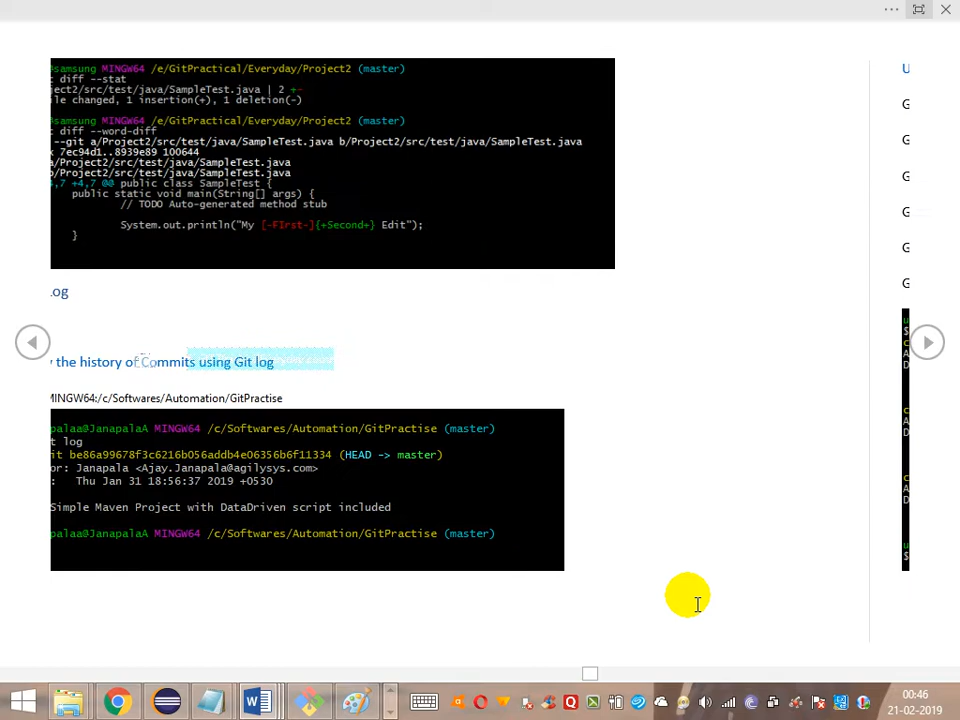 @samsung MINGW64 /e/GitPractical/Everyday/Project2 (master)
diff --stat
ject2/src/test/java/SampleTest.java | 2 +-
le changed, 1 insertion(+), 1 deletion(-)
@samsung MINGW64 /e/GitPractical/Everyday/Project2 (master)
diff --word-diff
--git a/Project2/src/test/java/SampleTest.java b/Project2/src/test/java/SampleTest.java
7ec94d1..8939e89 100644
a/Project2/src/test/java/SampleTest.java
b/Project2/src/test/java/SampleTest.java
4,7 +4,7 @@ public class SampleTest {
public static void main(String[] args) {
// TODO Auto-generated method stub
System.out.println("My [-FIrst-]{+Second+} Edit");
}
Log
the history of Commits using Git log
MINGW64:/c/Softwares/Automation/GitPractise
palaa@JanapalaA MINGW64 /c/Softwares/Automation/GitPractise (master)
t log
it be86a99678f3c6216b056addb4e06356b6f11334 (HEAD -> master)
or: Janapala <Ajay.Janapala@agilysys.com>
: Thu Jan 31 18:56:37 2019 +0530
Simple Maven Project with DataDriven script included
palaa@JanapalaA MINGW64 /c/Softwares/Automation/GitPractise (master)
U
G
G
G
G
G
G
u
$
c
A
D
c
A
D
c
A
D
u
$
00:46
21-02-2019